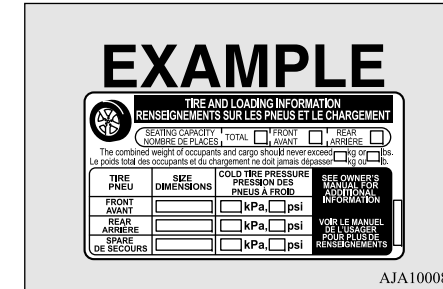 EXAMPLE
TIRE AND LOADING INFORMATION
RENSEIGNEMENTS SUR LES PNEUS ET LE CHARGEMENT
SEATING CAPACITY TOTAL FRONT REAR
NOMBRE DE PLACES AVANT ARRIÈRE
The combined weight of occupants and cargo should never exceed kg or lbs.
Le poids total des occupants et du chargement ne doit jamais dépasser kg ou lb.
TIRE SIZE COLD TIRE PRESSURE SEE OWNER'S
PNEU DIMENSIONS PRESSION DES MANUAL FOR
PNEUS À FROID ADDITIONAL
FRONT kPa, psi INFORMATION
AVANT
REAR kPa, psi VOIR LE MANUEL
ARRIÈRE DE L'USAGER
SPARE kPa, psi POUR PLUS DE
DE SECOURS RENSEIGNEMENTS
AJA10008